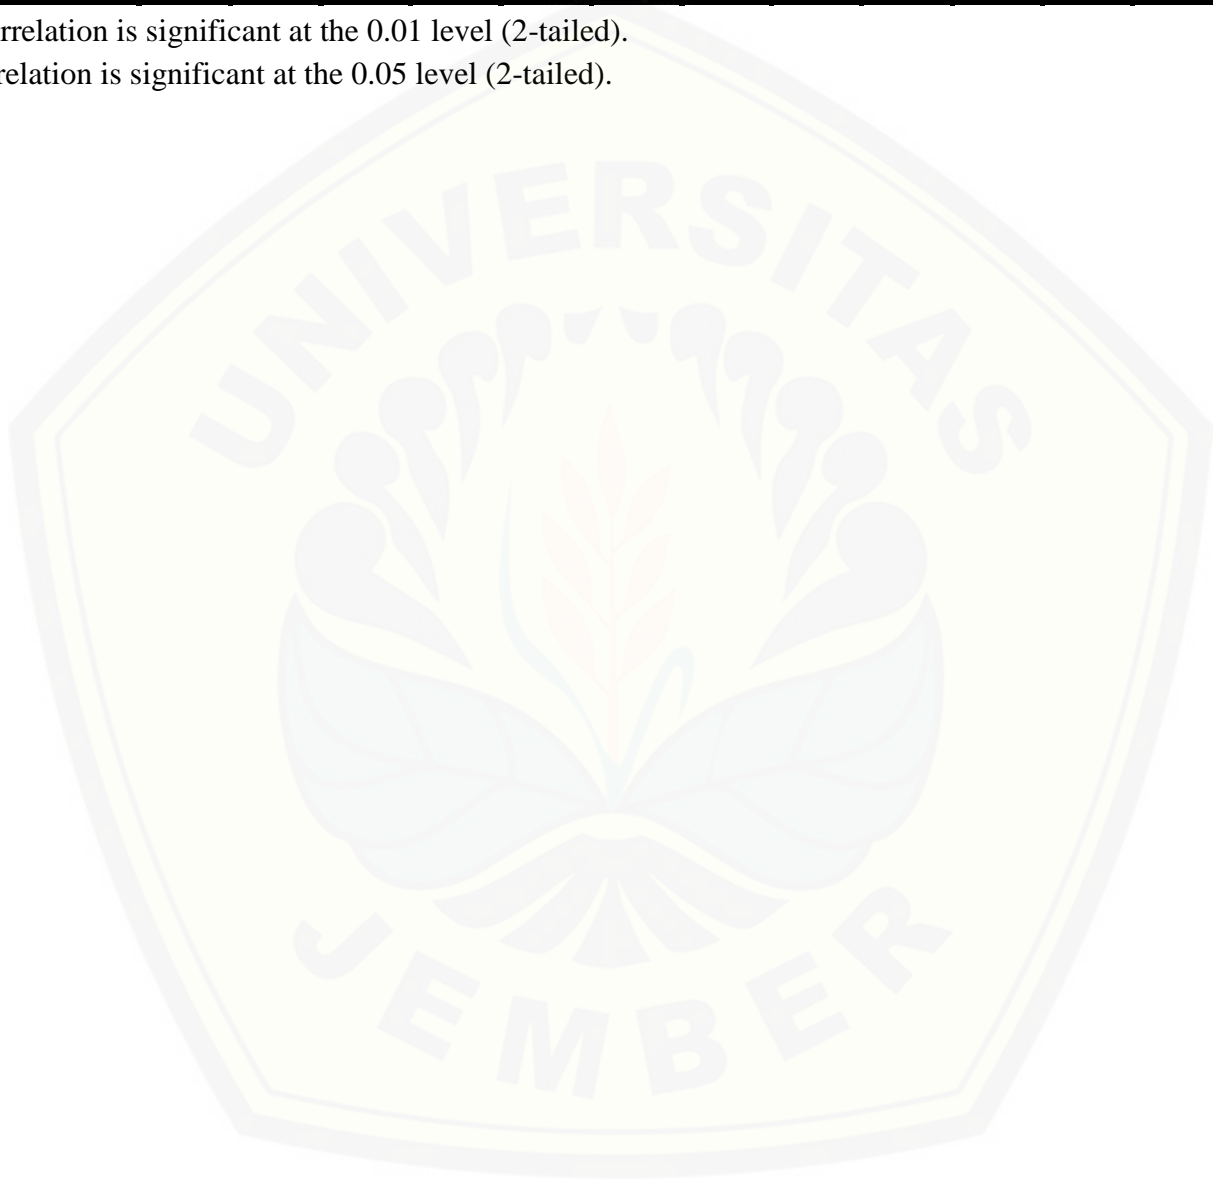 rrelation is significant at the 0.01 level (2-tailed).
relation is significant at the 0.05 level (2-tailed).
UNIVERSITAS
JEMBER